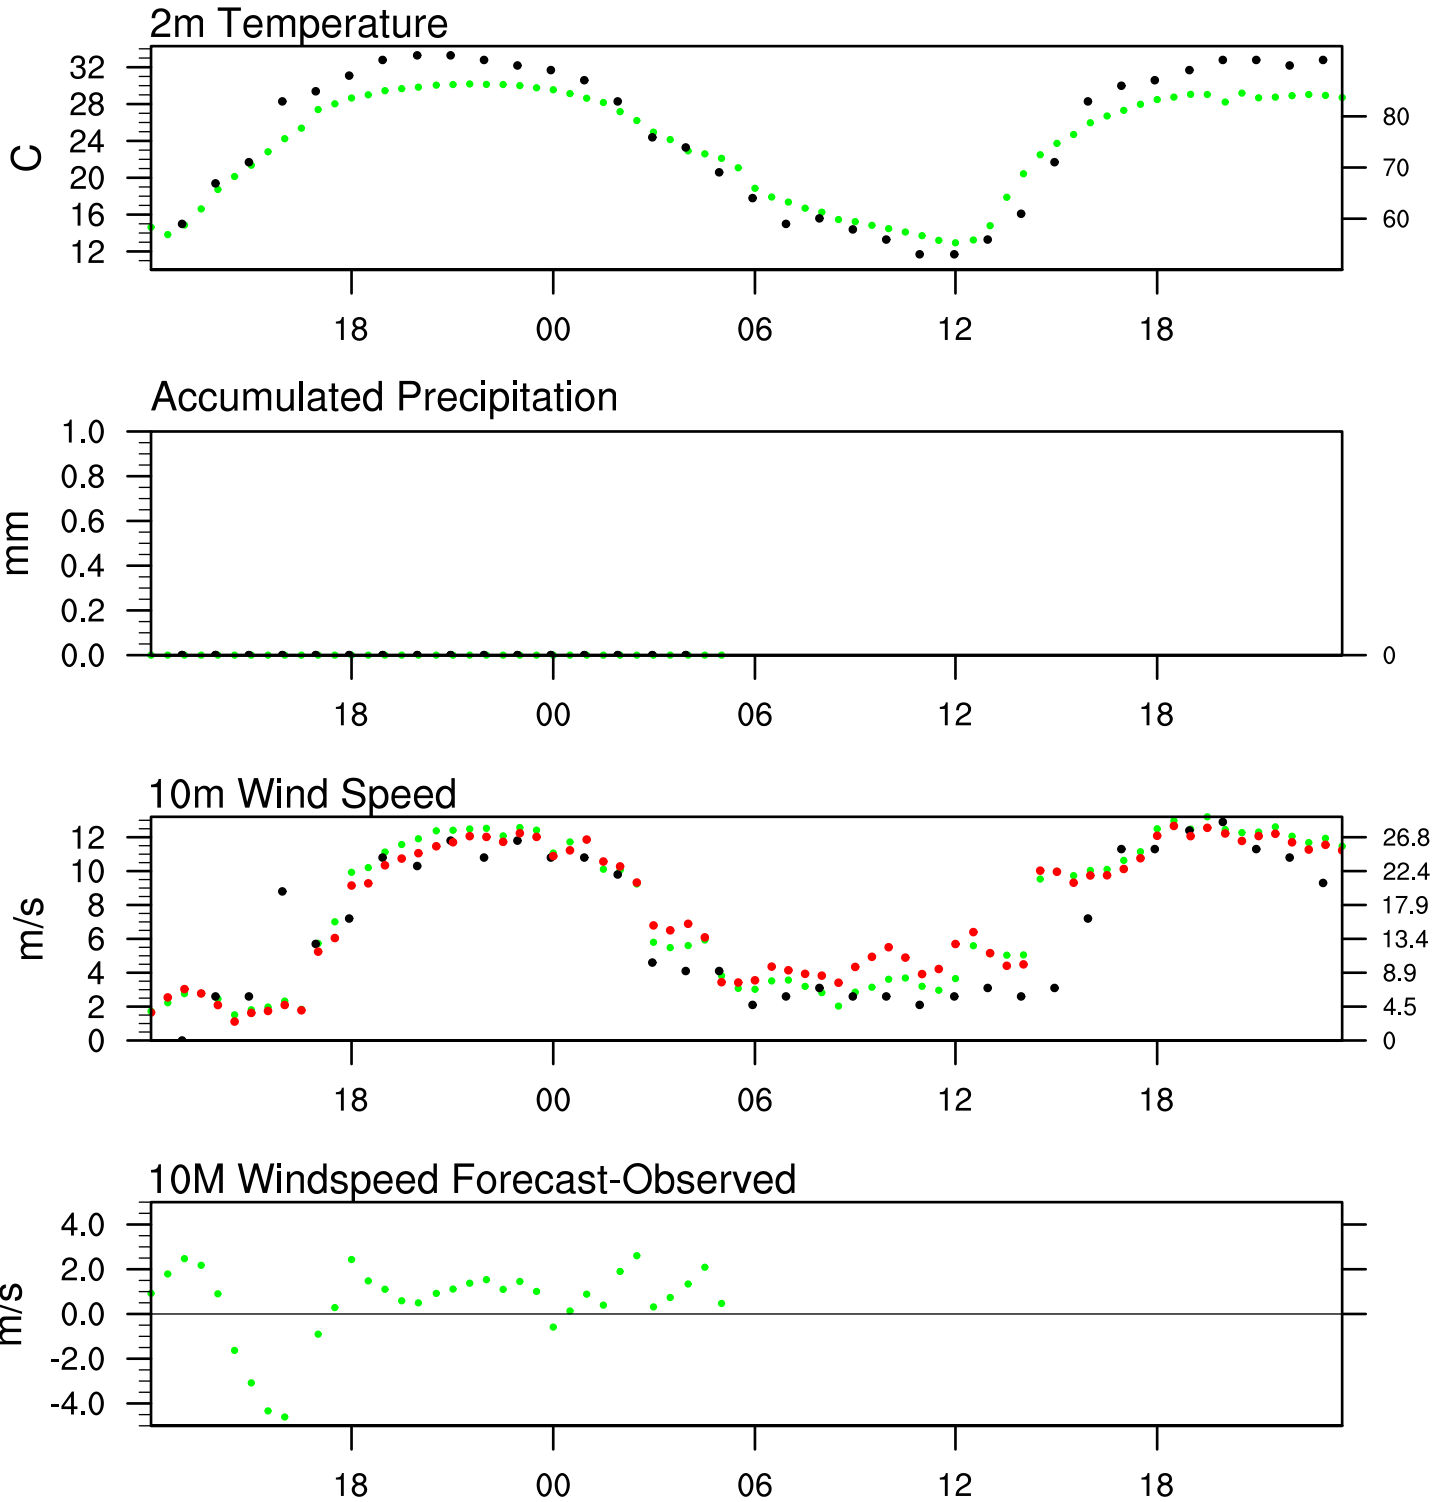 2m Temperature
C
32
28
24
20
16
12
80
70
60
18 00 06 12 18
Accumulated Precipitation
mm
1.0
0.8
0.6
0.4
0.2
0.0
0
18 00 06 12 18
10m Wind Speed
m/s
12
10
8
6
4
2
0
26.8
22.4
17.9
13.4
8.9
4.5
0
18 00 06 12 18
10M Windspeed Forecast-Observed
m/s
4.0
2.0
0.0
-2.0
-4.0
18 00 06 12 18